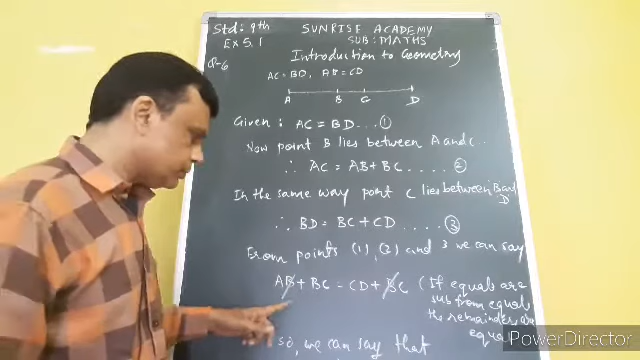 Std: 9th SUNRISE ACADEMY
Ex 5.1 SUB: MATHS
Introduction to Geometry
Q-6
AC = BD, AB = CD
A B C D
Given : AC = BD ... ①
Now point B lies between A and C..
∴ AC = AB + BC ..... ②
In the same way point C lies between B and D
∴ BD = BC + CD ..... ③
From points (1), (2) and 3 we can say
AB + BC = CD + BC (If equals are
sub from equals
the remainders are
equal
so, we can say that
PowerDirector